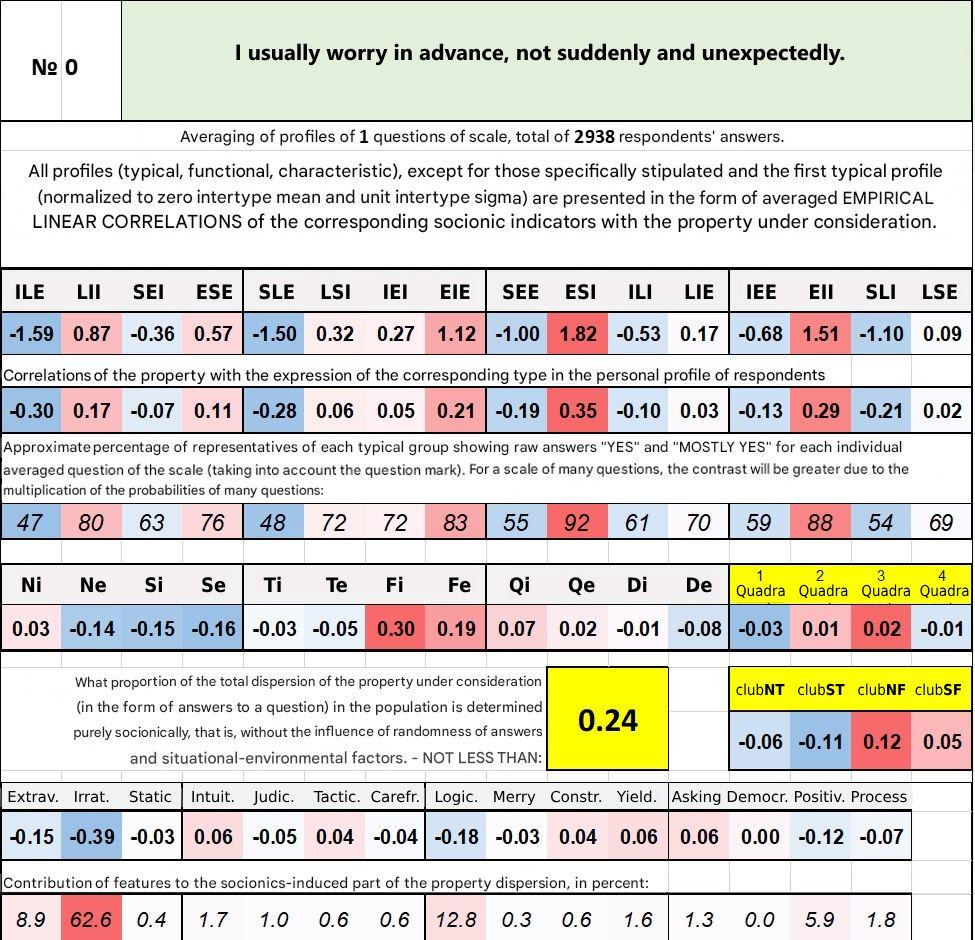 № 0
I usually worry in advance, not suddenly and unexpectedly.
Averaging of profiles of 1 questions of scale, total of 2938 respondents' answers.
All profiles (typical, functional, characteristic), except for those specifically stipulated and the first typical profile
(normalized to zero intertype mean and unit intertype sigma) are presented in the form of averaged EMPIRICAL
LINEAR CORRELATIONS of the corresponding socionic indicators with the property under consideration.
ILE LII SEI ESE SLE LSI IEI EIE SEE ESI ILI LIE IEE EII SLI LSE
-1.59 0.87 -0.36 0.57 -1.50 0.32 0.27 1.12 -1.00 1.82 -0.53 0.17 -0.68 1.51 -1.10 0.09
Correlations of the property with the expression of the corresponding type in the personal profile of respondents
-0.30 0.17 -0.07 0.11 -0.28 0.06 0.05 0.21 -0.19 0.35 -0.10 0.03 -0.13 0.29 -0.21 0.02
Approximate percentage of representatives of each typical group showing raw answers "YES" and "MOSTLY YES" for each individual
averaged question of the scale (taking into account the question mark). For a scale of many questions, the contrast will be greater due to the
multiplication of the probabilities of many questions:
47 80 63 76 48 72 72 83 55 92 61 70 59 88 54 69
Ni Ne Si Se Ti Te Fi Fe Qi Qe Di De 1 Quadra 2 Quadra 3 Quadra 4 Quadra
0.03 -0.14 -0.15 -0.16 -0.03 -0.05 0.30 0.19 0.07 0.02 -0.01 -0.08 -0.03 0.01 0.02 -0.01
What proportion of the total dispersion of the property under consideration
(in the form of answers to a question) in the population is determined
purely socionically, that is, without the influence of randomness of answers
and situational-environmental factors. - NOT LESS THAN:
0.24
clubNT clubST clubNF clubSF
-0.06 -0.11 0.12 0.05
Extrav. Irrat. Static Intuit. Judic. Tactic. Carefr. Logic. Merry Constr. Yield. Asking Democr. Positiv. Process
-0.15 -0.39 -0.03 0.06 -0.05 0.04 -0.04 -0.18 -0.03 0.04 0.06 0.06 0.00 -0.12 -0.07
Contribution of features to the socionics-induced part of the property dispersion, in percent:
8.9 62.6 0.4 1.7 1.0 0.6 0.6 12.8 0.3 0.6 1.6 1.3 0.0 5.9 1.8